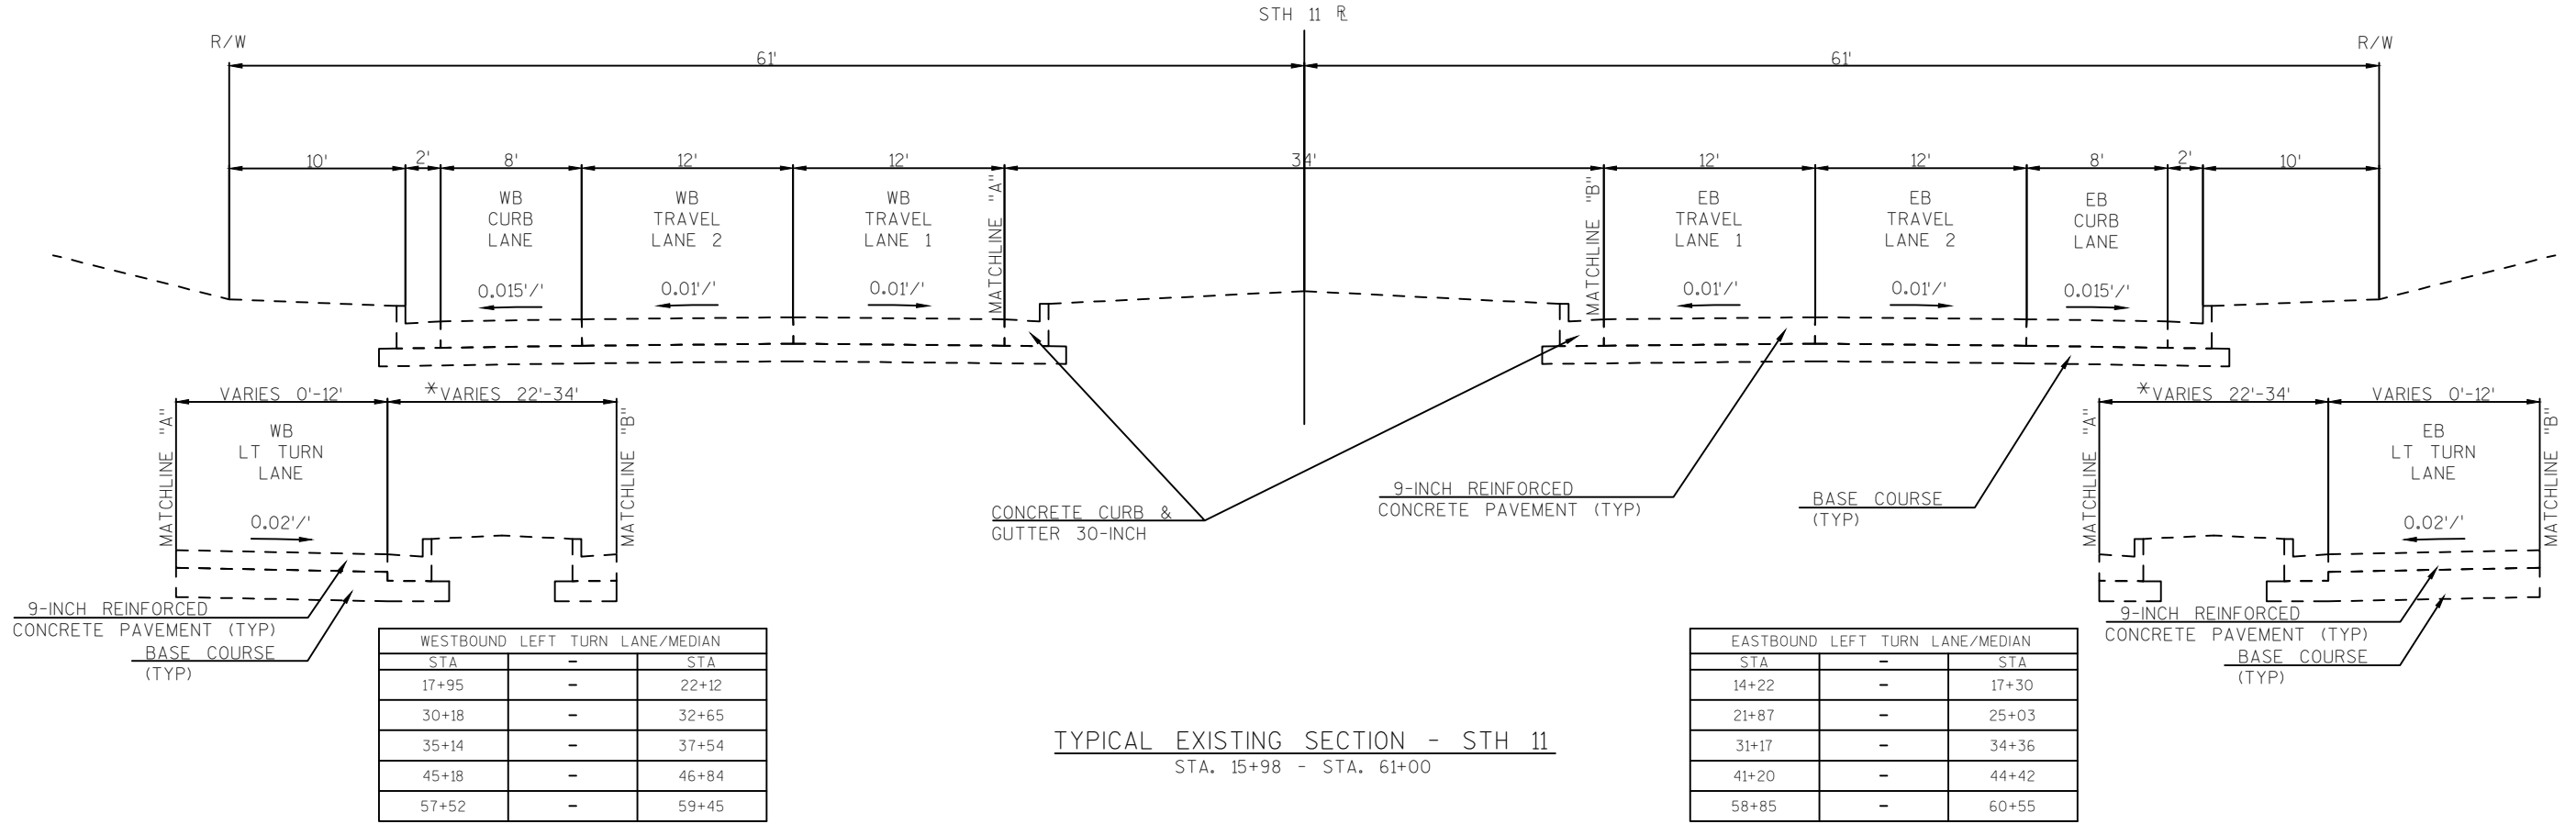 STH 11 ℞
R/W
R/W
61'
61'
10'
2'
8'
12'
12'
34'
12'
12'
8'
2'
10'
WB
CURB
LANE
WB
TRAVEL
LANE 2
WB
TRAVEL
LANE 1
MATCHLINE "A"
MATCHLINE "B"
EB
TRAVEL
LANE 1
EB
TRAVEL
LANE 2
EB
CURB
LANE
0.015'/'
0.01'/'
0.01'/'
0.01'/'
0.01'/'
0.015'/'
VARIES 0'-12'
*VARIES 22'-34'
MATCHLINE "A"
WB
LT TURN
LANE
MATCHLINE "B"
0.02'/'
9-INCH REINFORCED
CONCRETE PAVEMENT (TYP)
BASE COURSE
(TYP)
CONCRETE CURB &
GUTTER 30-INCH
9-INCH REINFORCED
CONCRETE PAVEMENT (TYP)
BASE COURSE
(TYP)
*VARIES 22'-34'
VARIES 0'-12'
MATCHLINE "A"
EB
LT TURN
LANE
MATCHLINE "B"
0.02'/'
9-INCH REINFORCED
CONCRETE PAVEMENT (TYP)
BASE COURSE
(TYP)
WESTBOUND LEFT TURN LANE/MEDIAN
STA - STA
17+95 - 22+12
30+18 - 32+65
35+14 - 37+54
45+18 - 46+84
57+52 - 59+45
TYPICAL EXISTING SECTION - STH 11
STA. 15+98 - STA. 61+00
EASTBOUND LEFT TURN LANE/MEDIAN
STA - STA
14+22 - 17+30
21+87 - 25+03
31+17 - 34+36
41+20 - 44+42
58+85 - 60+55